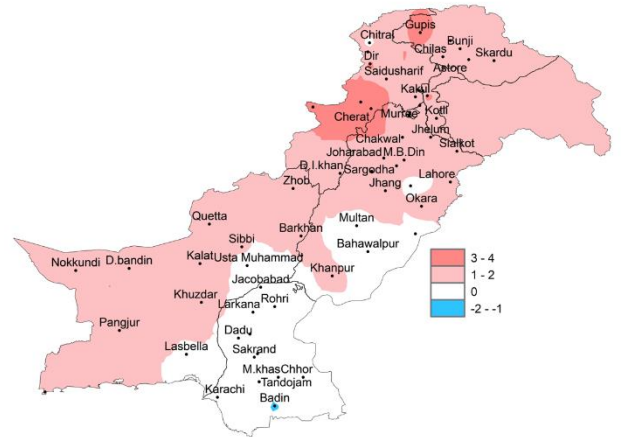 Gupis
Chitral
Bunji
Chilas
Skardu
Dir
Astore
Saidusharif
Kakul
Cherat
Murree
Kotli
Chakwal
Jhelum
Joharabad
M.B.Din
Sialkot
D.I.khan
Sargodha
Zhob
Jhang
Lahore
Okara
Quetta
Multan
Barkhan
Sibbi
Bahawalpur
Nokkundi
D.bandin
Kalat
Usta Muhammad
3 - 4
Khanpur
1 - 2
Jacobabad
0
Khuzdar
Rohri
-2 - -1
Larkana
Pangjur
Dadu
Lasbella
Sakrand
M.khas
Chhor
Tandojam
Karachi
Badin